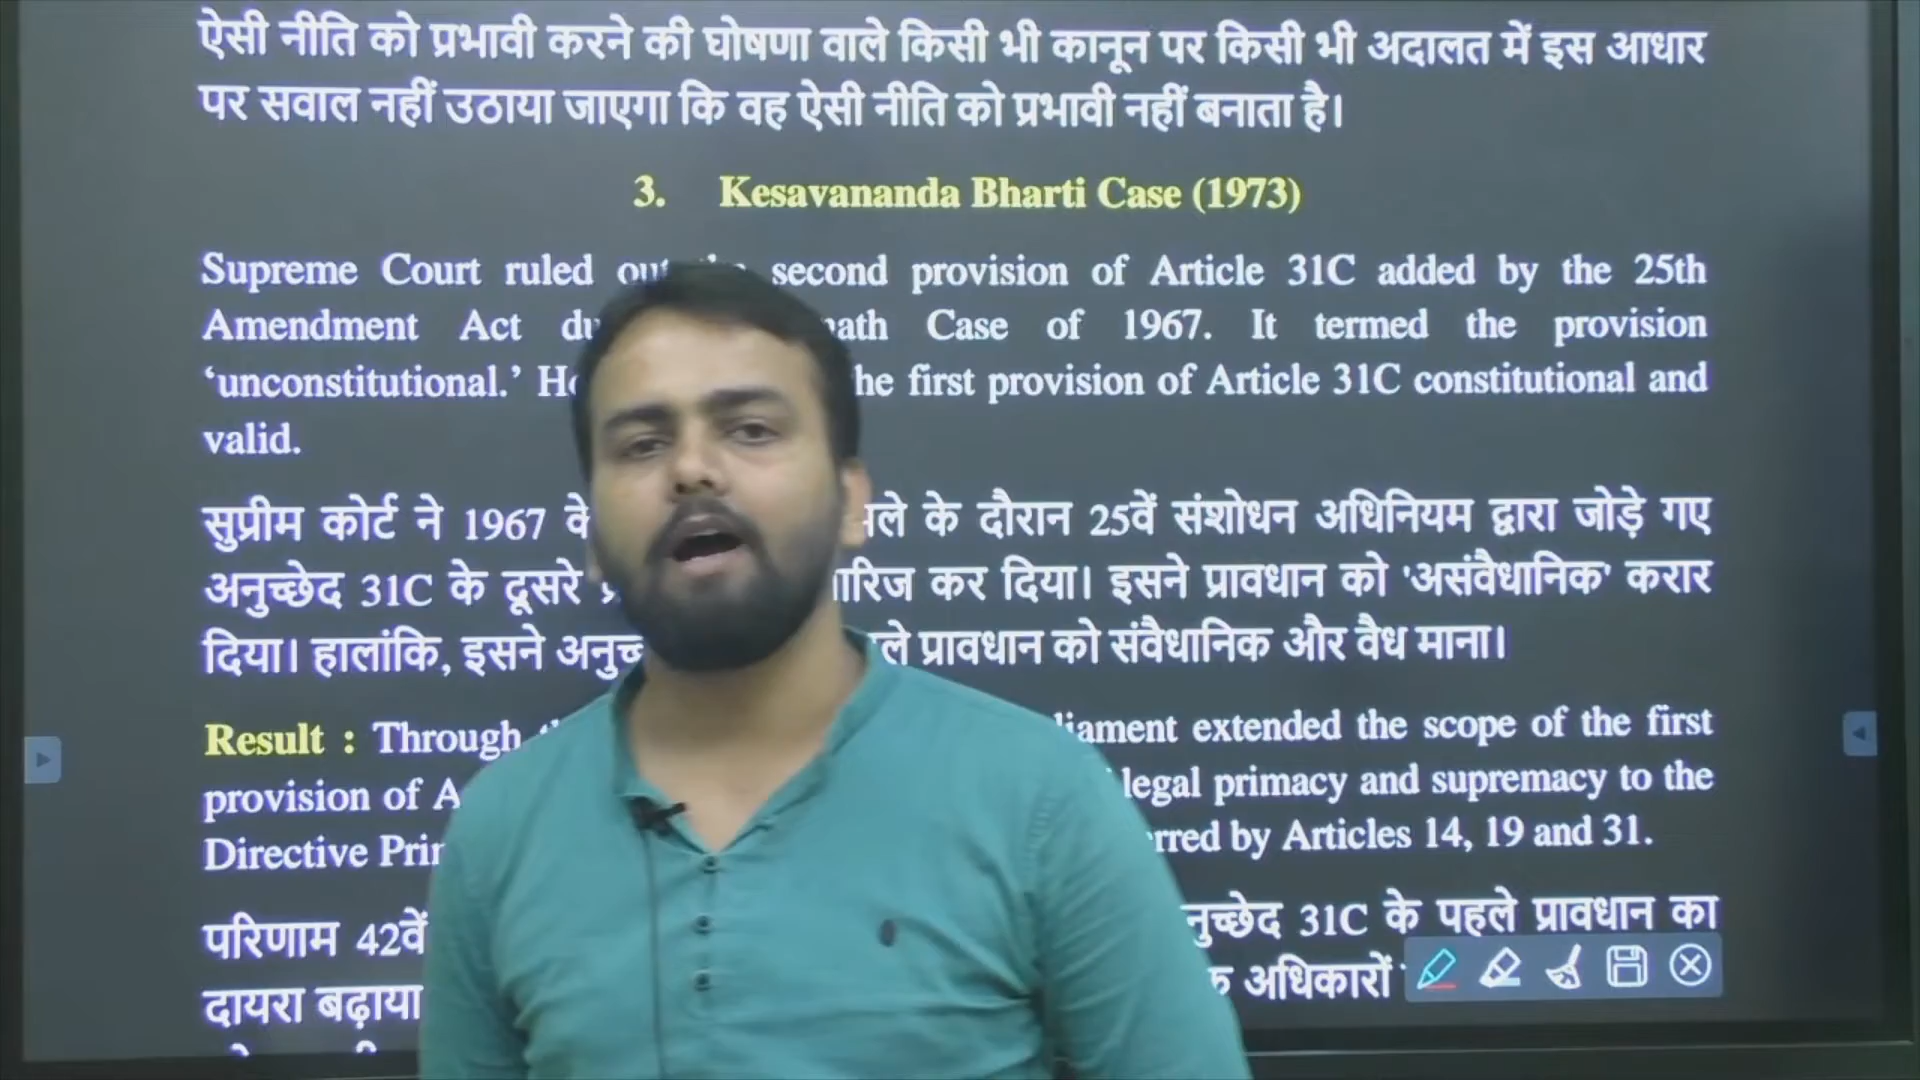 ऐसी नीति को प्रभावी करने की घोषणा वाले किसी भी कानून पर किसी भी अदालत में इस आधार
पर सवाल नहीं उठाया जाएगा कि वह ऐसी नीति को प्रभावी नहीं बनाता है।
3. Kesavananda Bharti Case (1973)
Supreme Court ruled second provision of Article 31C added by the 25th
Amendment Act Case of 1967. It termed the provision
‘unconstitutional.’ first provision of Article 31C constitutional and
valid.
सुप्रीम कोर्ट ने 1967 के के दौरान 25वें संशोधन अधिनियम द्वारा जोड़े गए
अनुच्छेद 31C के दूसरे कर दिया। इसने प्रावधान को 'असंवैधानिक' करार
दिया। हालांकि, इसने प्रावधान को संवैधानिक और वैध माना।
Result : Through extended the scope of the first
provision of legal primacy and supremacy to the
Directive by Articles 14, 19 and 31.
परिणाम 42वें 31C के पहले प्रावधान का
दायरा बढ़ाया अधिकारों